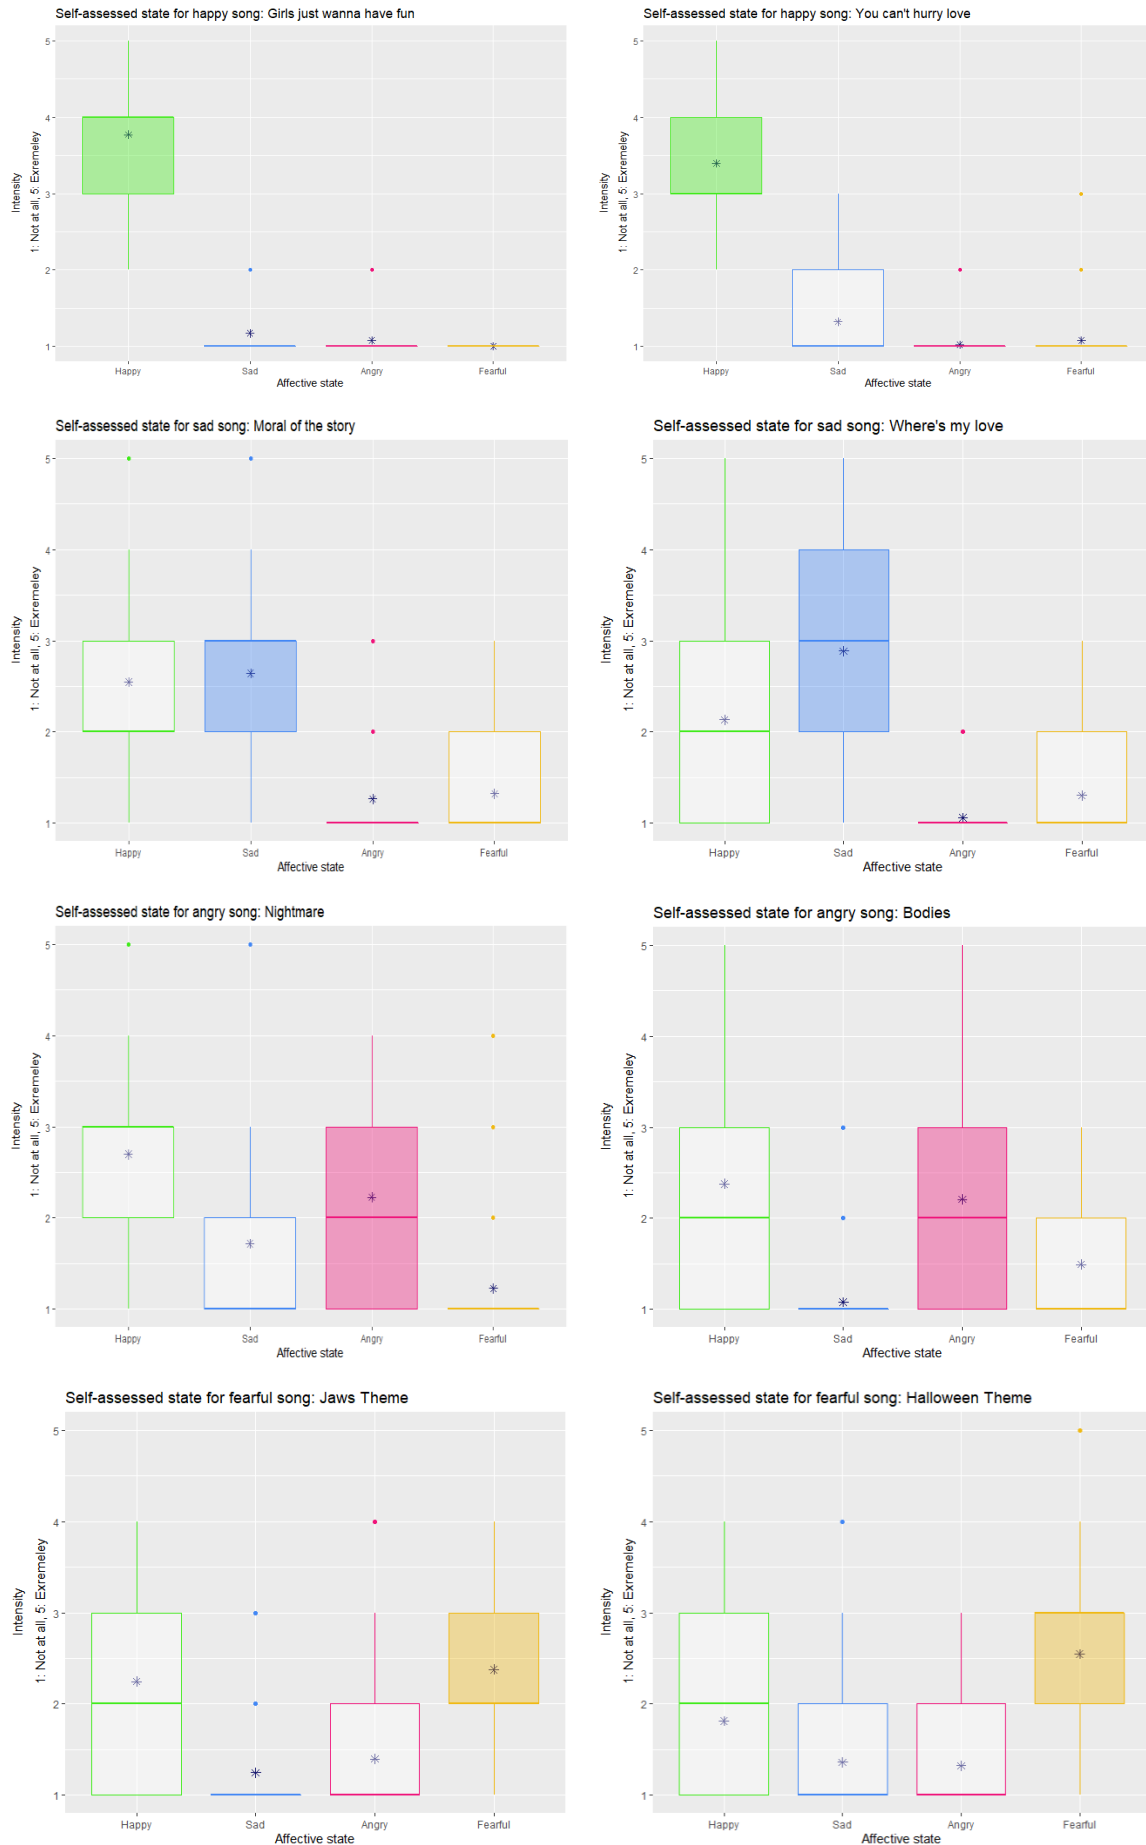 Self-assessed state for happy song: Girls just wanna have fun
5
4
3
2
1
Intensity
1: Not at all, 5: Exremeley
Happy Sad Angry Fearful
Affective state
Self-assessed state for happy song: You can't hurry love
5
4
3
2
1
Intensity
1: Not at all, 5: Exremeley
Happy Sad Angry Fearful
Affective state
Self-assessed state for sad song: Moral of the story
5
4
3
2
1
Intensity
1: Not at all, 5: Exremeley
Happy Sad Angry Fearful
Affective state
Self-assessed state for sad song: Where's my love
5
4
3
2
1
Intensity
1: Not at all, 5: Exremeley
Happy Sad Angry Fearful
Affective state
Self-assessed state for angry song: Nightmare
5
4
3
2
1
Intensity
1: Not at all, 5: Exremeley
Happy Sad Angry Fearful
Affective state
Self-assessed state for angry song: Bodies
5
4
3
2
1
Intensity
1: Not at all, 5: Exremeley
Happy Sad Angry Fearful
Affective state
Self-assessed state for fearful song: Jaws Theme
5
4
3
2
1
Intensity
1: Not at all, 5: Exremeley
Happy Sad Angry Fearful
Affective state
Self-assessed state for fearful song: Halloween Theme
5
4
3
2
1
Intensity
1: Not at all, 5: Exremeley
Happy Sad Angry Fearful
Affective state